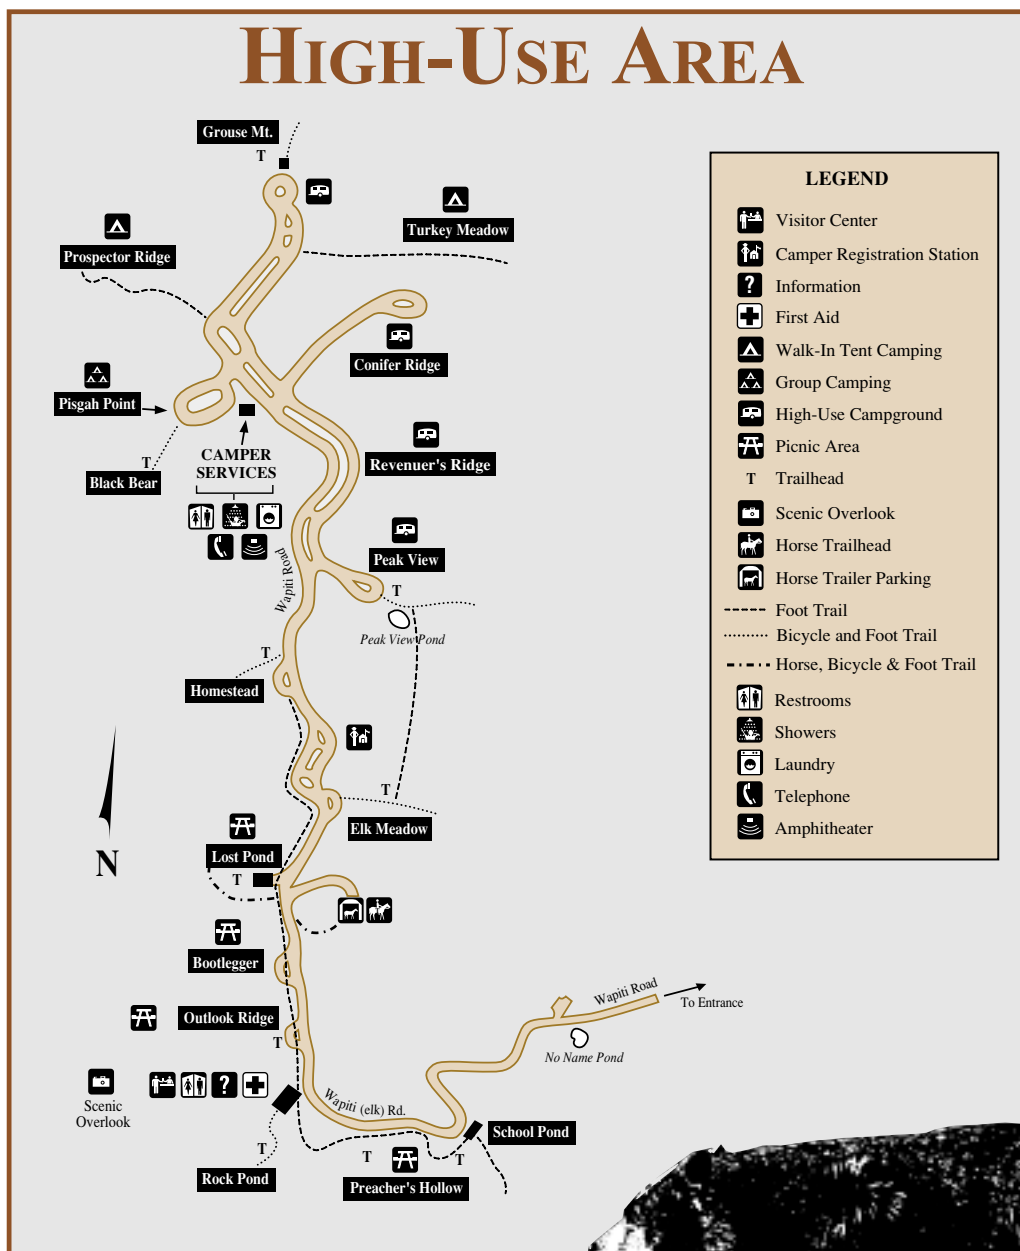 HIGH-USE AREA
Grouse Mt.
T
Turkey Meadow
Prospector Ridge
Conifer Ridge
Pisgah Point
T
Black Bear
CAMPER
SERVICES
Revenuer's Ridge
Peak View
Wapiti Road
T
Peak View Pond
T
Homestead
T
Elk Meadow
N
Lost Pond
T
Bootlegger
Outlook Ridge
T
Wapiti Road
To Entrance
No Name Pond
Scenic
Overlook
?
Wapiti (elk) Rd.
School Pond
T
Rock Pond
T
T
Preacher's Hollow
LEGEND
Visitor Center
Camper Registration Station
? Information
First Aid
Walk-In Tent Camping
Group Camping
High-Use Campground
Picnic Area
T Trailhead
Scenic Overlook
Horse Trailhead
Horse Trailer Parking
Foot Trail
Bicycle and Foot Trail
Horse, Bicycle & Foot Trail
Restrooms
Showers
Laundry
Telephone
Amphitheater